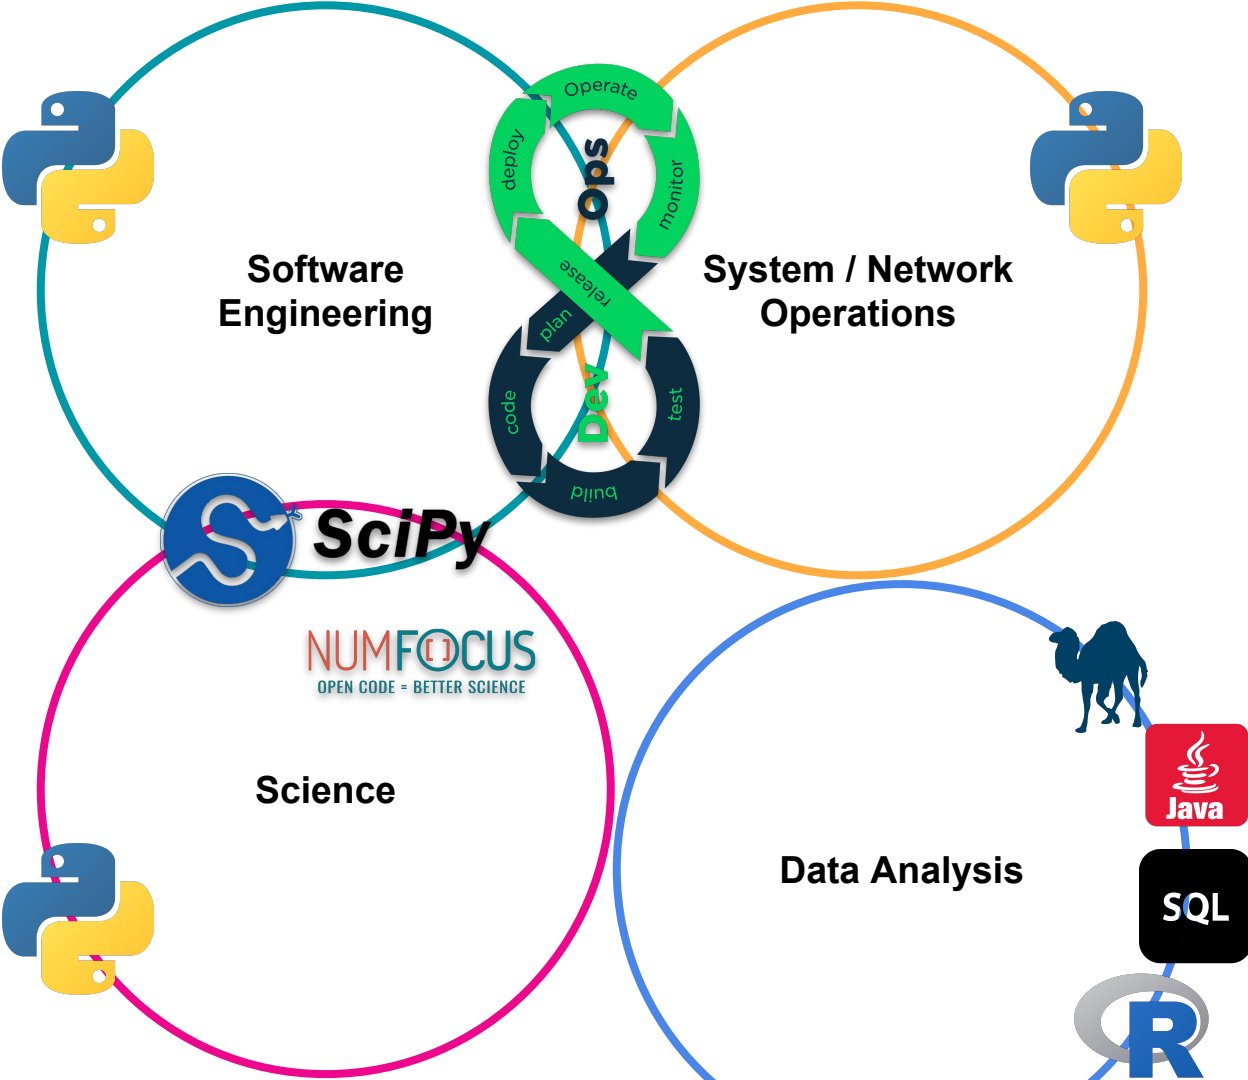 Operate
deploy
Ops
monitor
Software
Engineering
System / Network
Operations
release
plan
Dev
code
test
build
SciPy
NUMFOCUS
OPEN CODE = BETTER SCIENCE
Science
Java
Data Analysis
SQL
R